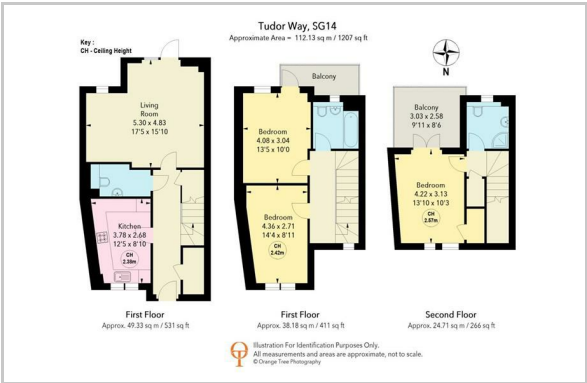 Tudor Way, SG14
Approximate Area = 112.13 sq m / 1207 sq ft
Key :
CH - Ceiling Height
N
Living
Room
5.30 x 4.83
17'5 x 15'10
Kitchen
3.78 x 2.68
12'5 x 8'10
CH
2.39m
First Floor
Approx. 49.33 sq m / 531 sq ft
Balcony
Bedroom
4.08 x 3.04
13'5 x 10'0
Bedroom
4.36 x 2.71
14'4 x 8'11
CH
2.42m
First Floor
Approx. 38.18 sq m / 411 sq ft
Balcony
3.03 x 2.58
9'11 x 8'6
Bedroom
4.22 x 3.13
13'10 x 10'3
CH
2.67m
Second Floor
Approx. 24.71 sq m / 266 sq ft
Illustration For Identification Purposes Only.
All measurements and areas are approximate, not to scale.
© Orange Tree Photography